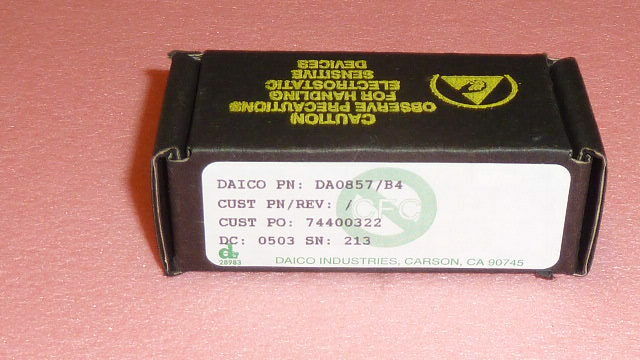 CAUTION
OBSERVE PRECAUTIONS
FOR HANDLING
ELECTROSTATIC
SENSITIVE
DEVICES
DAICO PN: DA0857/B4
CUST PN/REV: /
CUST PO: 74400322
DC: 0503 SN: 213
CFC
28983
DAICO INDUSTRIES, CARSON, CA 90745